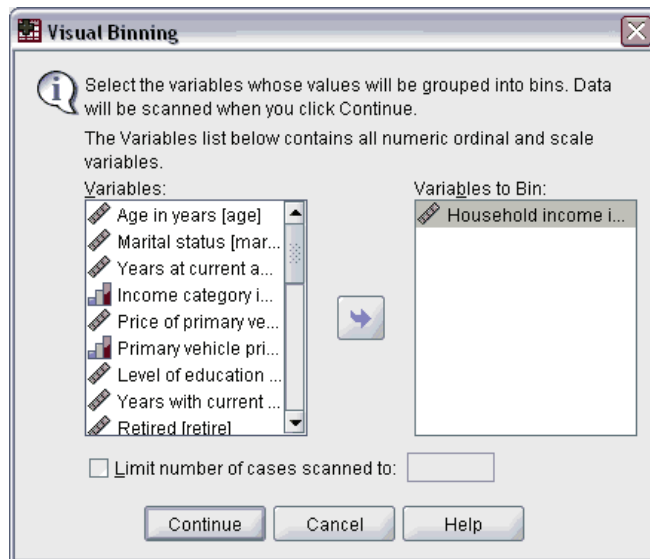 Visual Binning
Select the variables whose values will be grouped into bins. Data
will be scanned when you click Continue.
The Variables list below contains all numeric ordinal and scale
variables.
Variables:
Age in years [age]
Marital status [mar...
Years at current a...
Income category i...
Price of primary ve...
Primary vehicle pri...
Level of education ...
Years with current ...
Retired [retire]
Variables to Bin:
Household income i...
Limit number of cases scanned to:
Continue
Cancel
Help